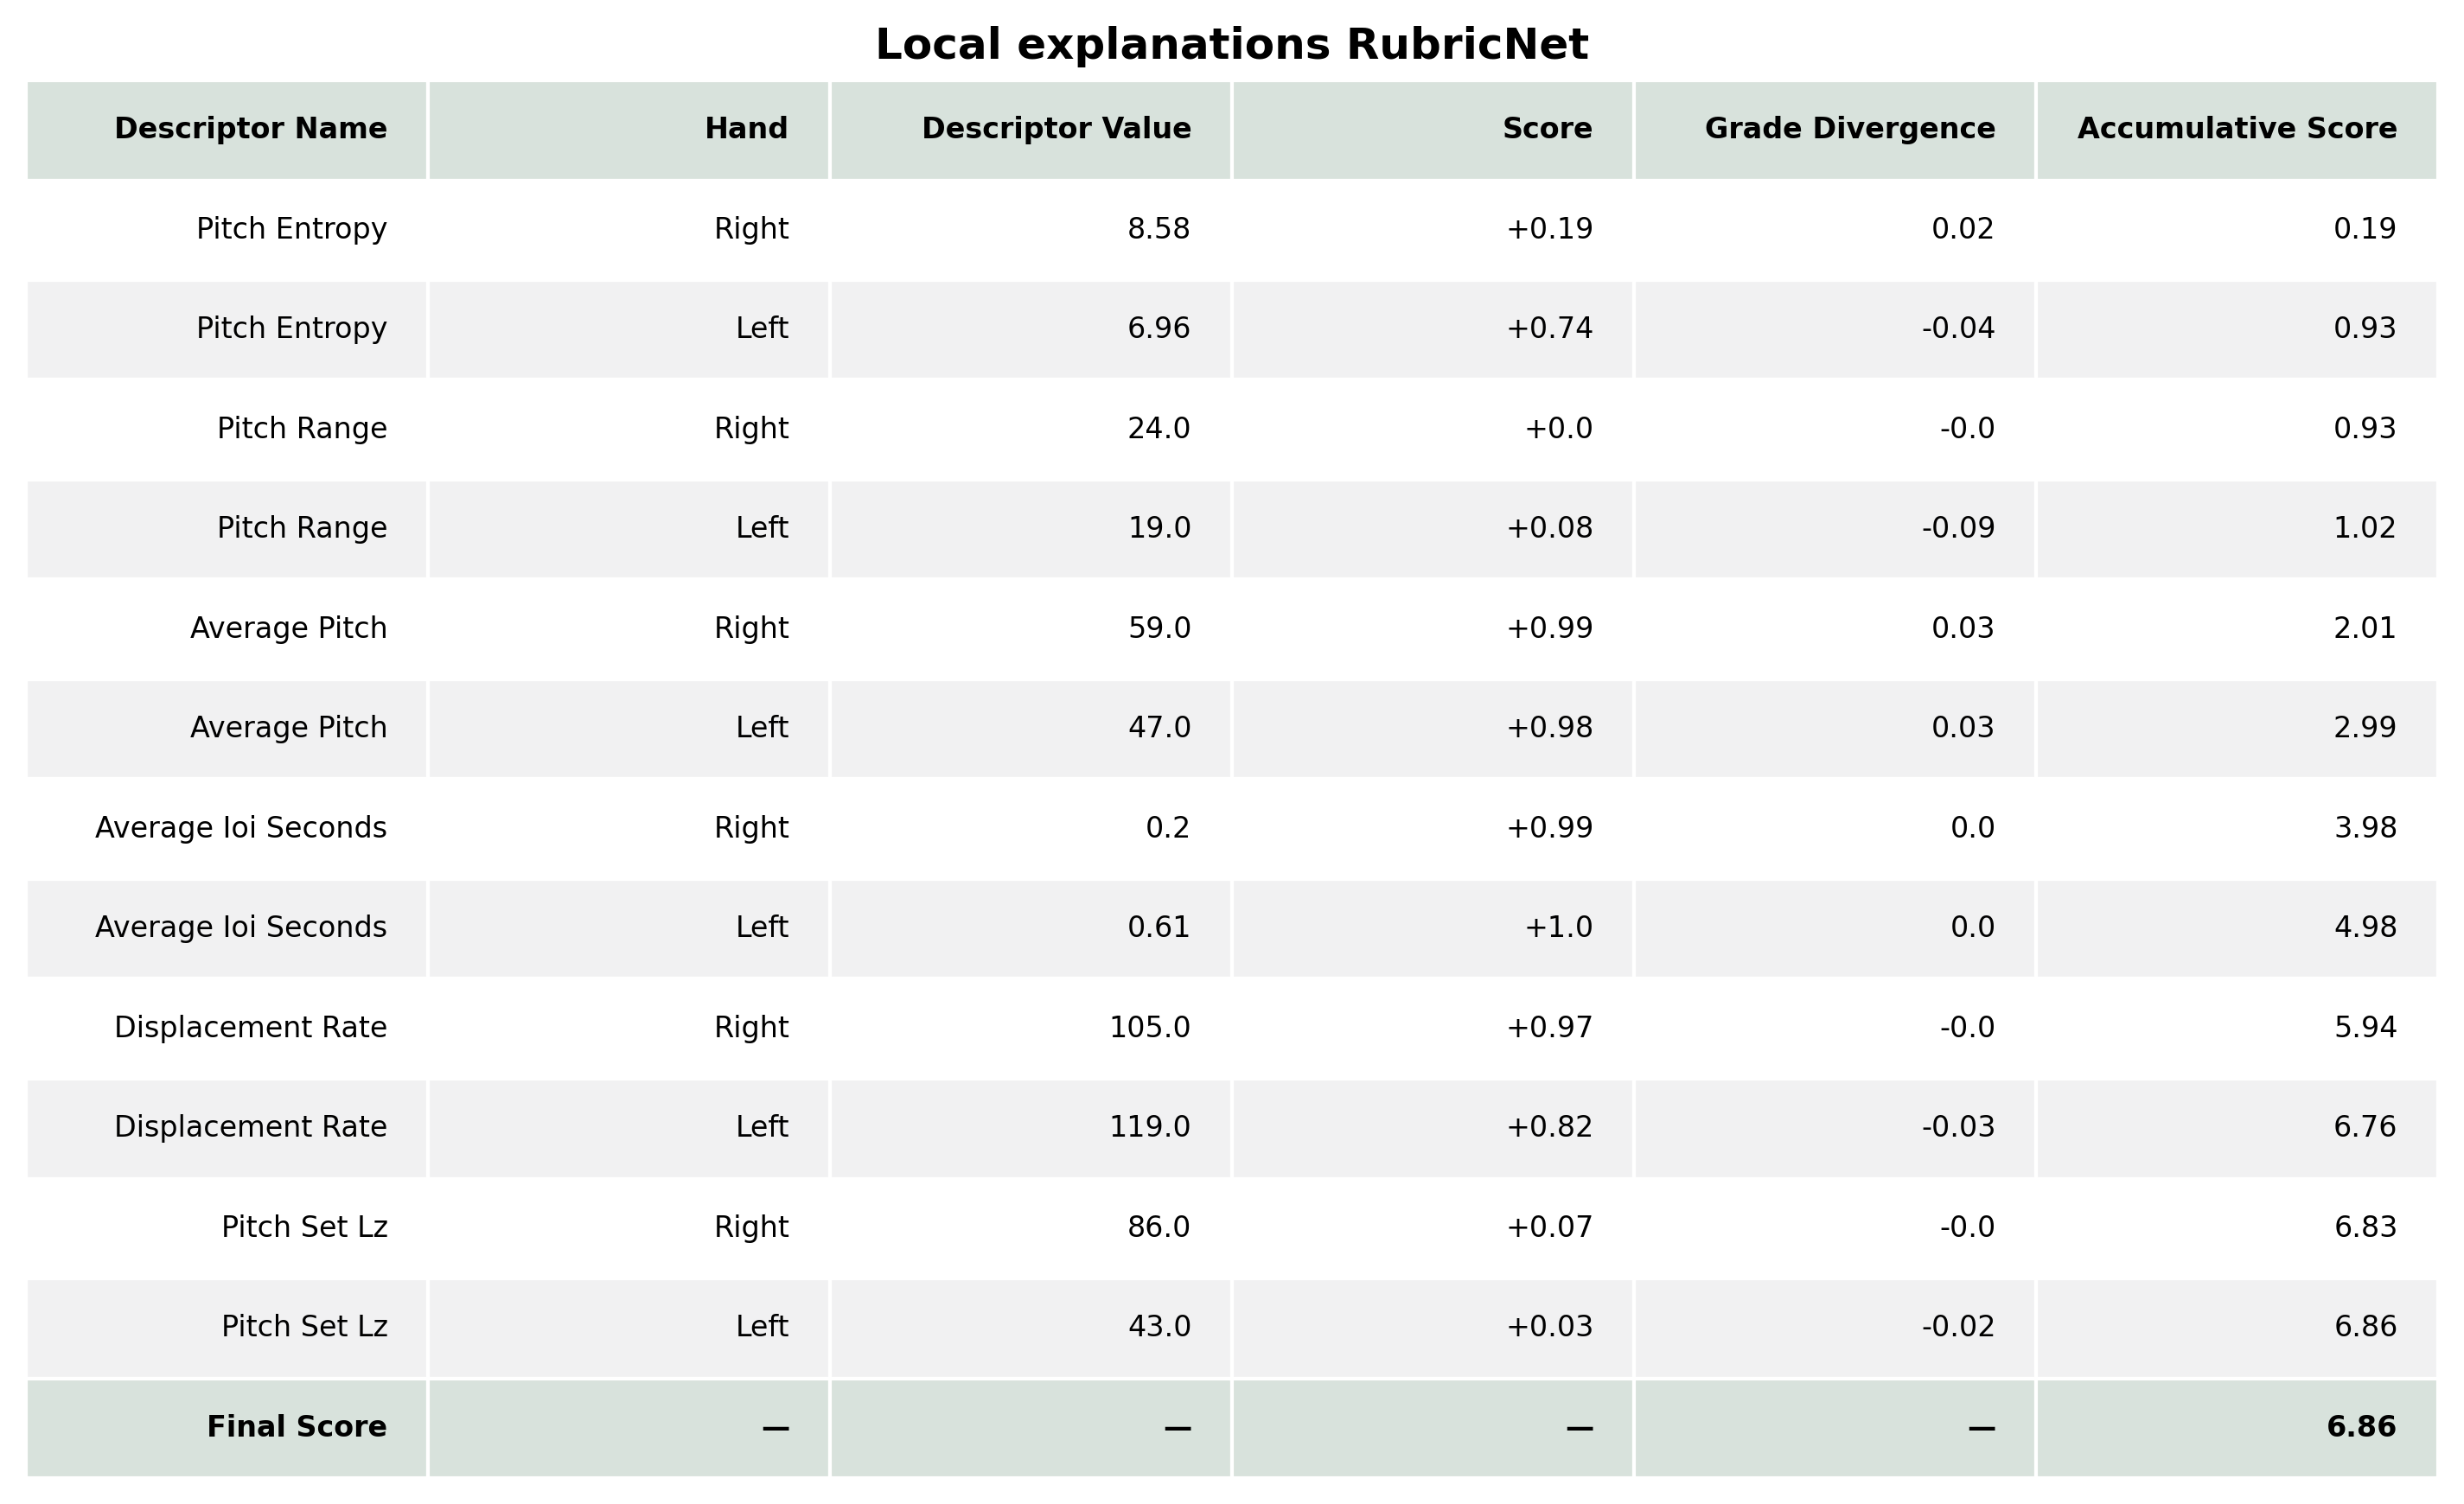 Local explanations RubricNet
Descriptor Name Hand Descriptor Value Score Grade Divergence Accumulative Score
Pitch Entropy Right 8.58 +0.19 0.02 0.19
Pitch Entropy Left 6.96 +0.74 -0.04 0.93
Pitch Range Right 24.0 +0.0 -0.0 0.93
Pitch Range Left 19.0 +0.08 -0.09 1.02
Average Pitch Right 59.0 +0.99 0.03 2.01
Average Pitch Left 47.0 +0.98 0.03 2.99
Average Ioi Seconds Right 0.2 +0.99 0.0 3.98
Average Ioi Seconds Left 0.61 +1.0 0.0 4.98
Displacement Rate Right 105.0 +0.97 -0.0 5.94
Displacement Rate Left 119.0 +0.82 -0.03 6.76
Pitch Set Lz Right 86.0 +0.07 -0.0 6.83
Pitch Set Lz Left 43.0 +0.03 -0.02 6.86
Final Score — — — — 6.86